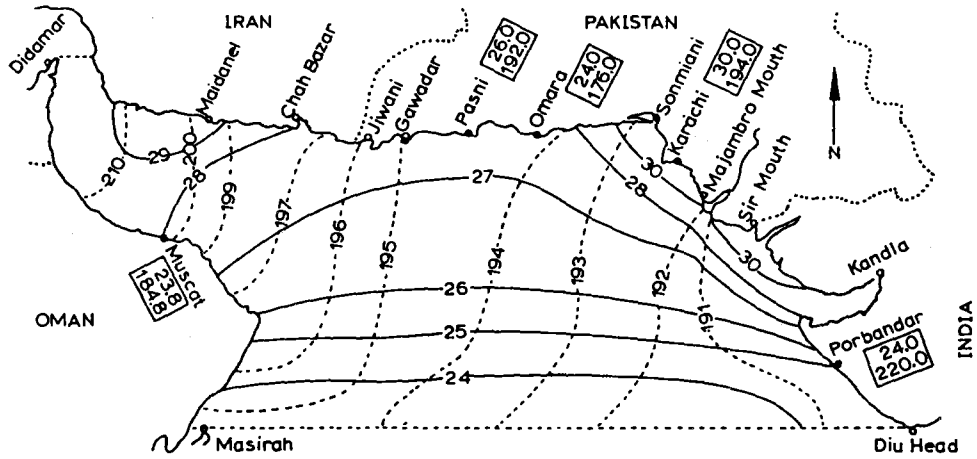 IRAN
PAKISTAN
Didamar
Maidanel
Chah Bazar
Jiwani
Gawadar
Pasni
26.0
192.0
Omara
24.0
176.0
Sonmiani
Karachi
30.0
194.0
Majambro Mouth
Sir Mouth
N
210
29
200
28
199
197
196
195
27
194
193
192
191
30
28
30
26
25
24
Kandla
Muscat
23.8
184.8
OMAN
Porbandar
24.0
220.0
INDIA
Masirah
Diu Head